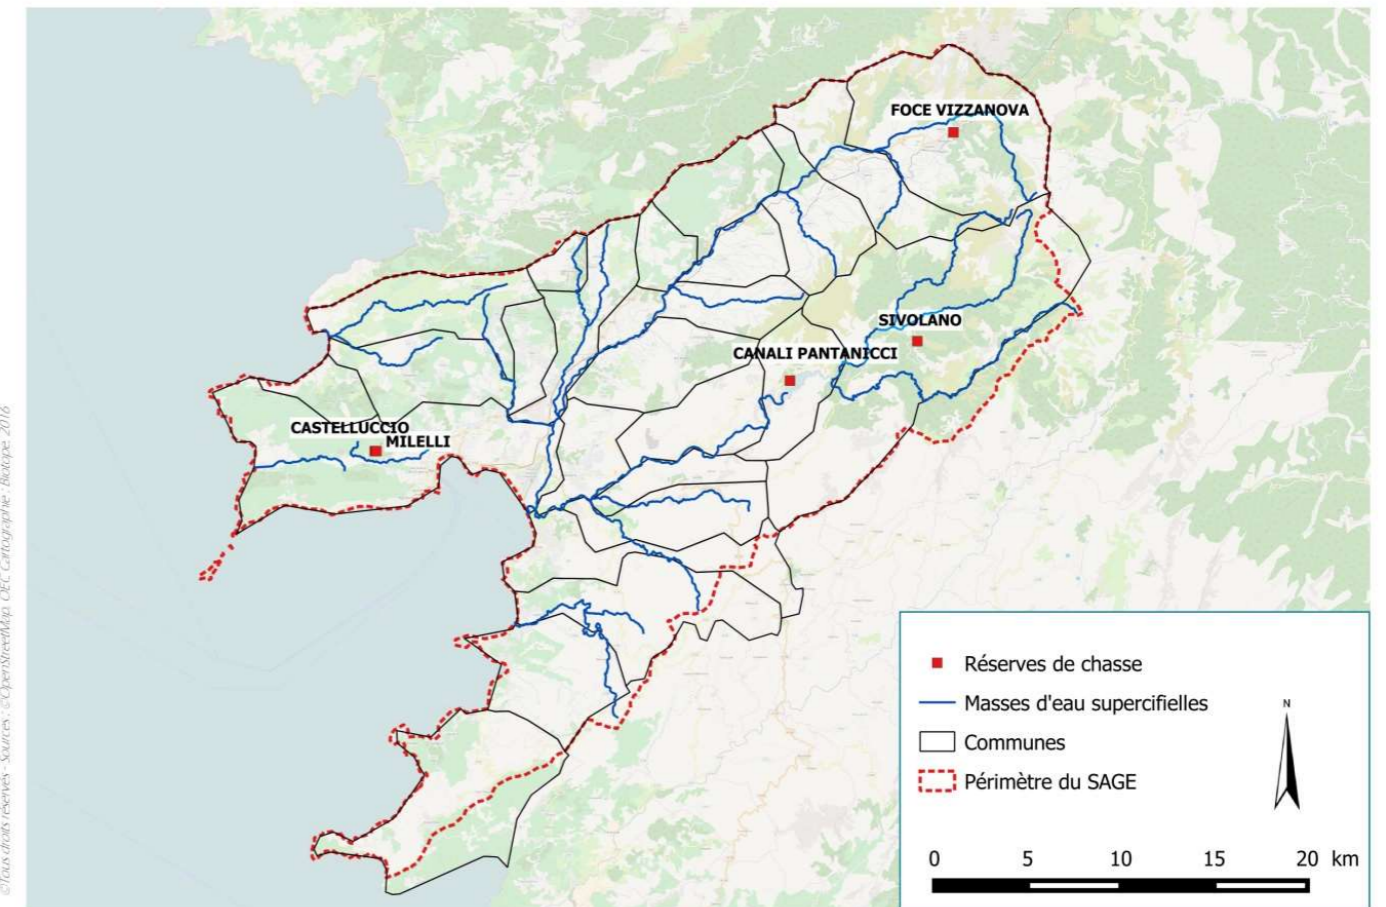 FOCE VIZZANOVA
SIVOLANO
CANALI PANTANICCI
CASTELLUCCIO
MILELLI
©Tous droits réservés - Sources : ©OpenStreetMap, OEC Cartographie : Biotope, 2016
Réserves de chasse
Masses d'eau supercifielles
Communes
Périmètre du SAGE
N
0 5 10 15 20 km